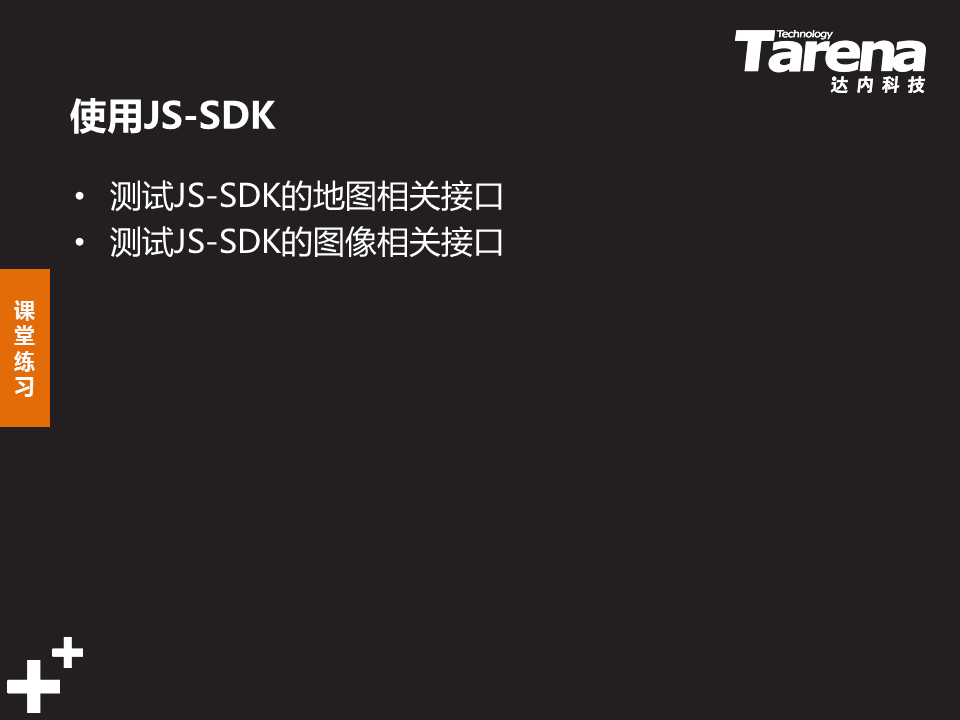 Technology
Tarena
达内科技
使用JS-SDK
• 测试JS-SDK的地图相关接口
• 测试JS-SDK的图像相关接口
课
堂
练
习